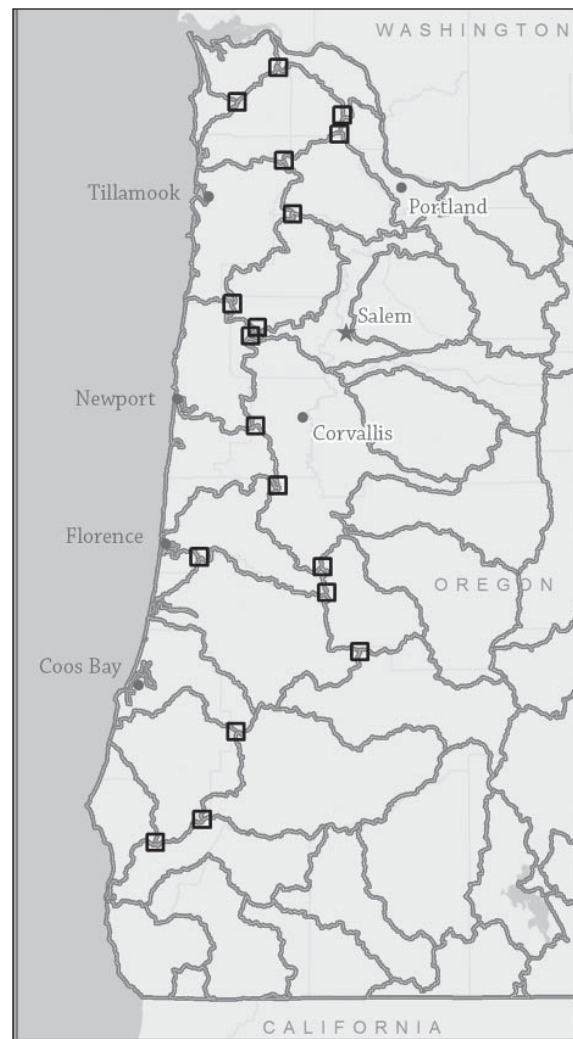 WASHINGTON
Tillamook
Portland
Salem
Newport
Corvallis
Florence
OREGON
Coos Bay
CALIFORNIA